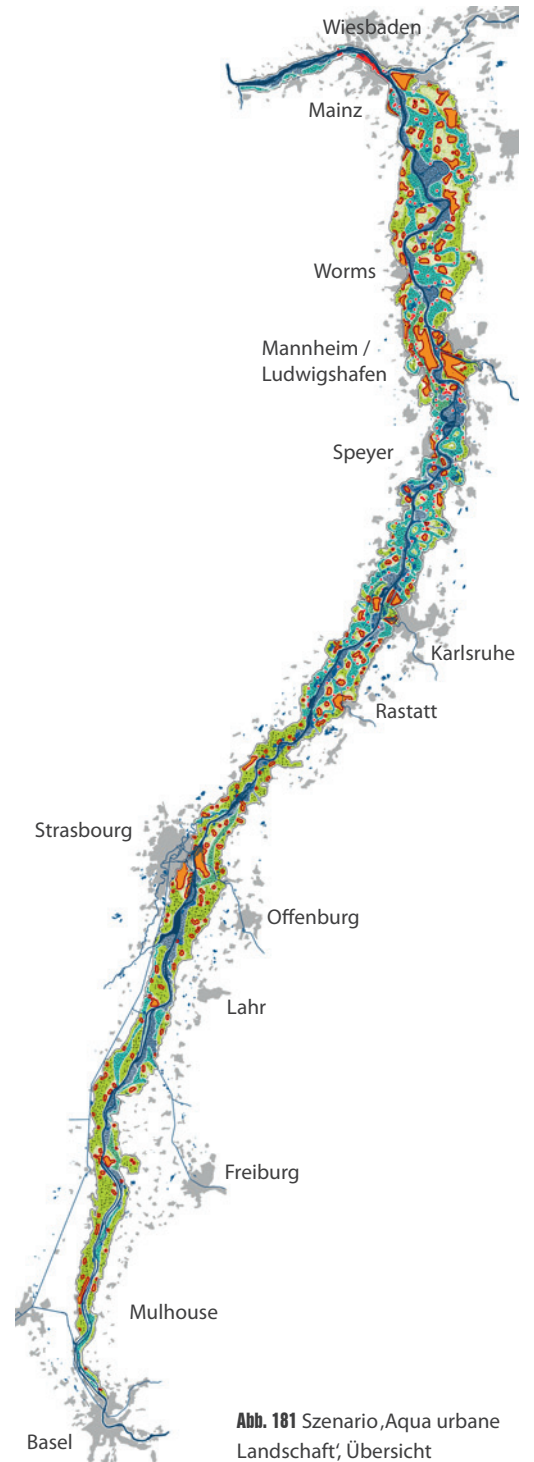 Wiesbaden
Mainz
Worms
Mannheim /
Ludwigshafen
Speyer
Karlsruhe
Rastatt
Strasbourg
Offenburg
Lahr
Freiburg
Mulhouse
Basel
Abb. 181 Szenario ‚Aqua urbane
Landschaft‘, Übersicht